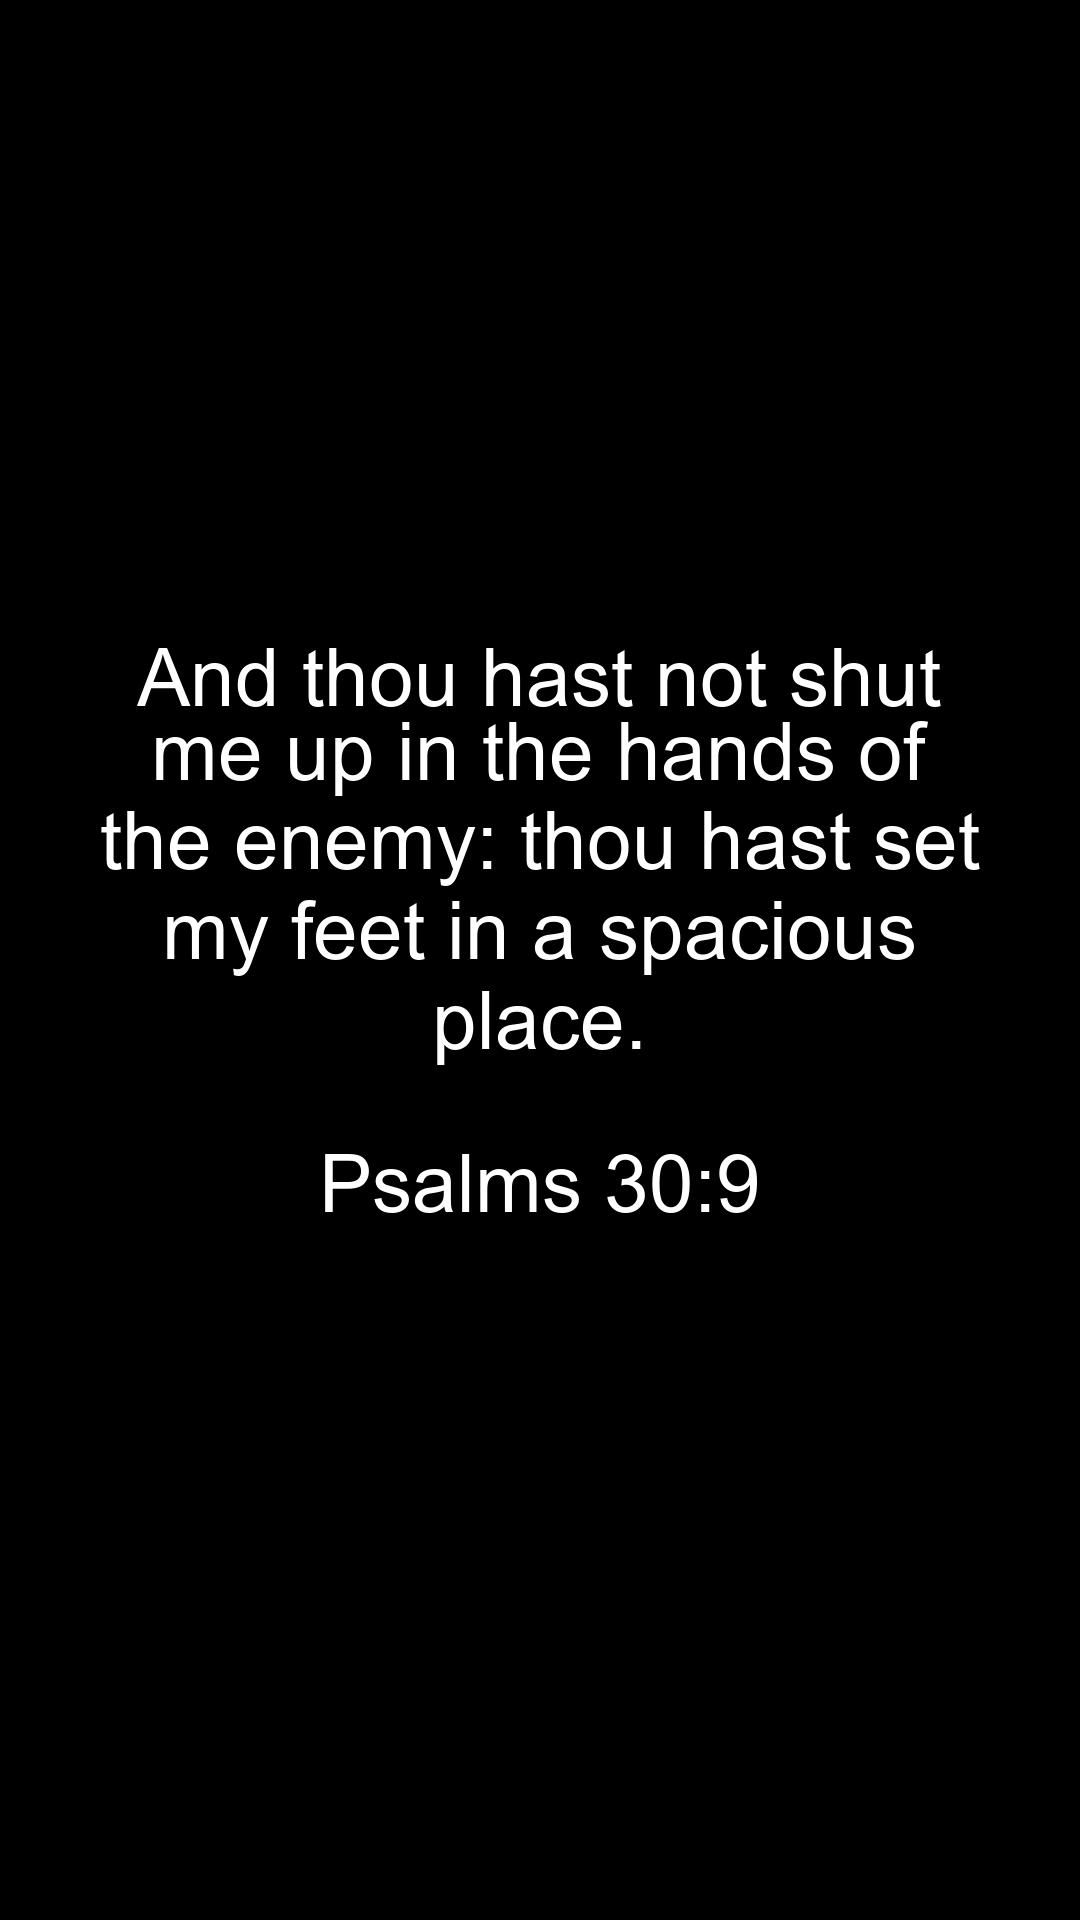 And thou hast not shut
me up in the hands of
the enemy: thou hast set
my feet in a spacious
place.
Psalms 30:9